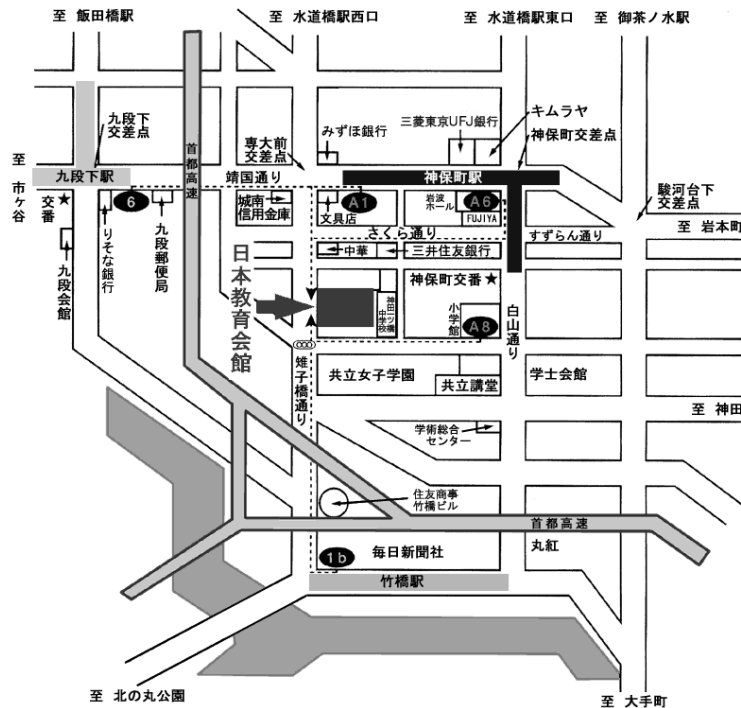 至 飯田橋駅
至 水道橋駅西口
至 水道橋駅東口
至 御茶ノ水駅
九段下
交差点
首都高速
専大前
交差点
みずほ銀行
三菱東京UFJ銀行
キムラヤ
神保町交差点
至 市ヶ谷
九段下駅
靖国通り
神保町駅
交番
6
りそな銀行
九段郵便局
城南
信用金庫
文具店
A1
岩波
ホール
A6
FUJIYA
駿河台下
交差点
至 岩本町
九段会館
さくら通り
すずらん通り
中華
三井住友銀行
日本教育会館
神保町交番
神田一ツ橋
中学校
小学館
A8
白山通り
雉子橋通り
共立女子学園
共立講堂
学士会館
至 神田
学術総合
センター
住友商事
竹橋ビル
首都高速
1b
毎日新聞社
丸紅
竹橋駅
至 北の丸公園
至 大手町